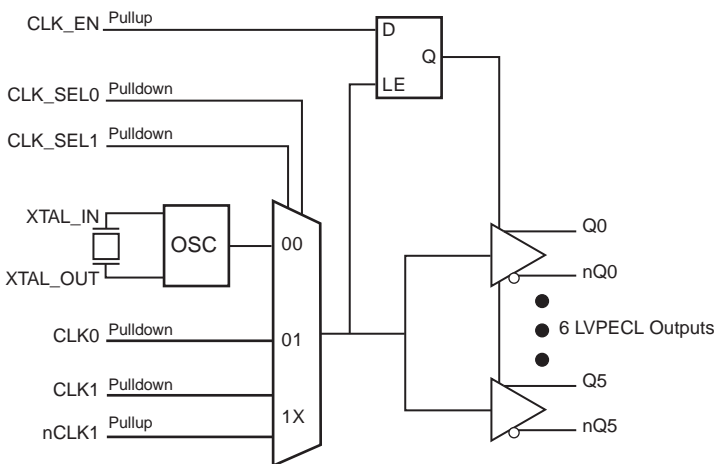 CLK_EN Pullup
D
Q
LE
CLK_SEL0 Pulldown
CLK_SEL1 Pulldown
XTAL_IN
OSC
XTAL_OUT
00
Q0
nQ0
CLK0 Pulldown
01
6 LVPECL Outputs
CLK1 Pulldown
1X
nCLK1 Pullup
Q5
nQ5